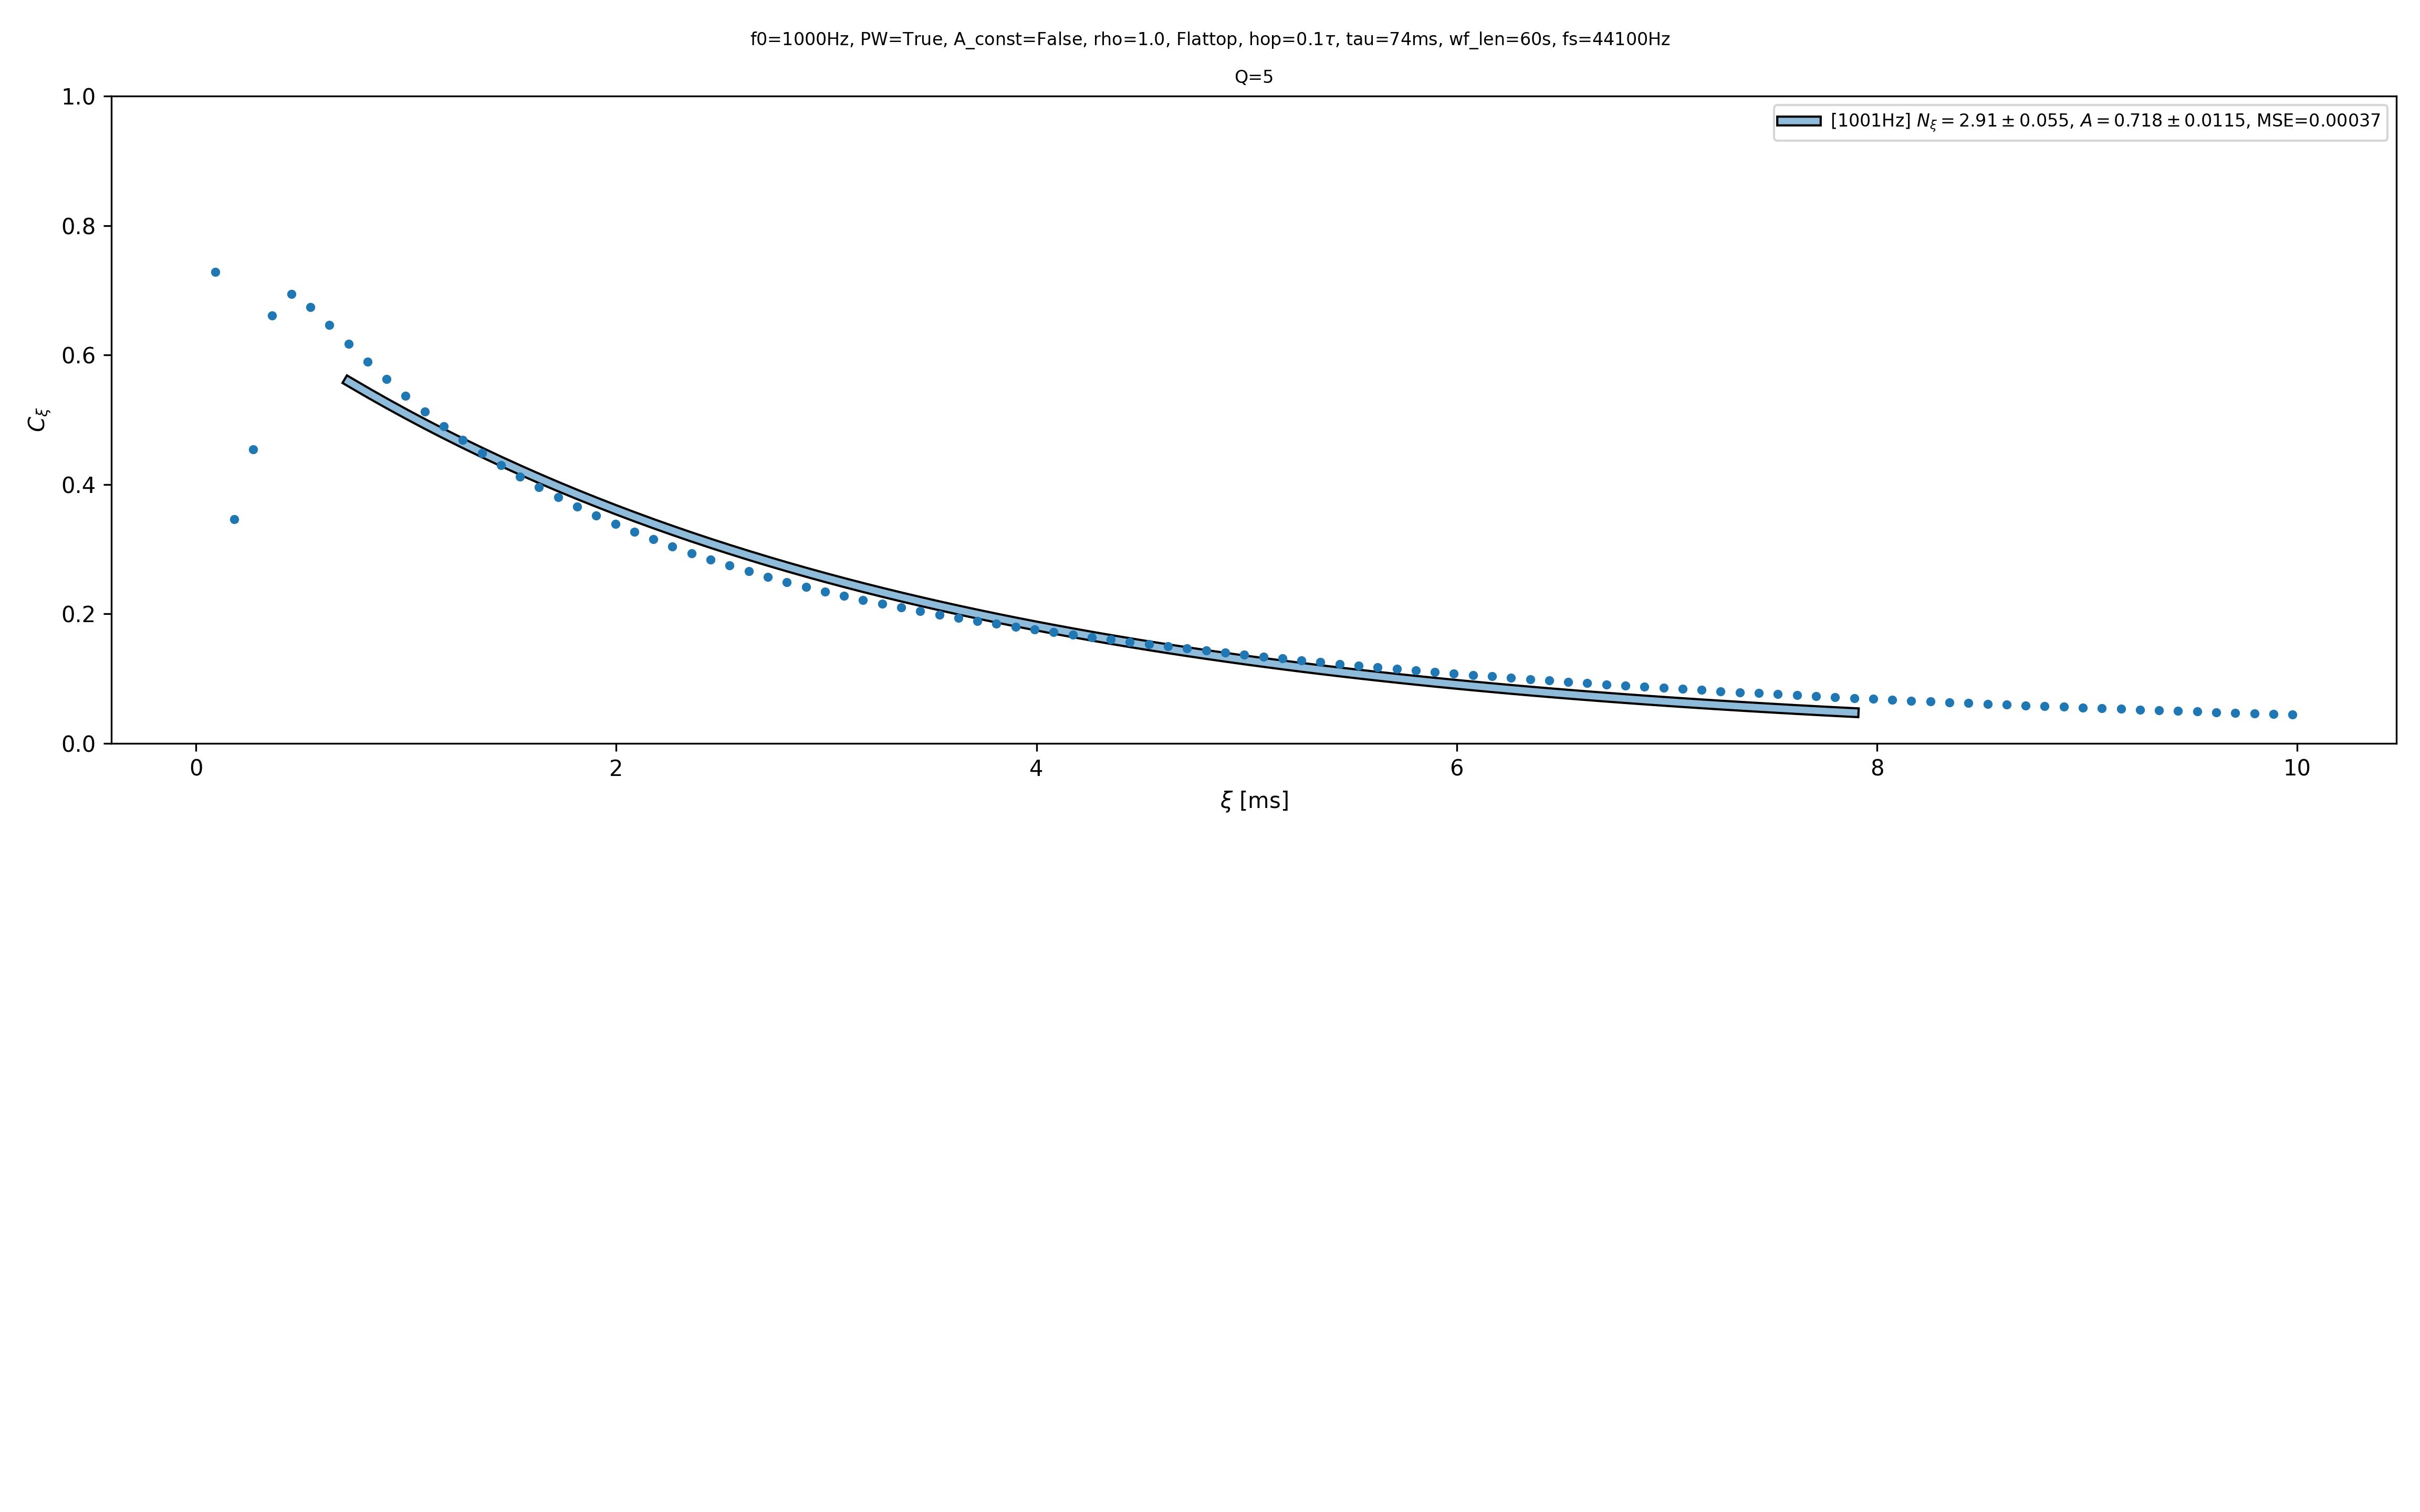 f0=1000Hz, PW=True, A_const=False, rho=1.0, Flattop, hop=0.1τ, tau=74ms, wf_len=60s, fs=44100Hz
Q=5
[1001Hz] N_ξ = 2.91 ± 0.055, A = 0.718 ± 0.0115, MSE=0.00037
1.0
0.8
0.6
0.4
0.2
0.0
C_ξ
0 2 4 6 8 10
ξ [ms]